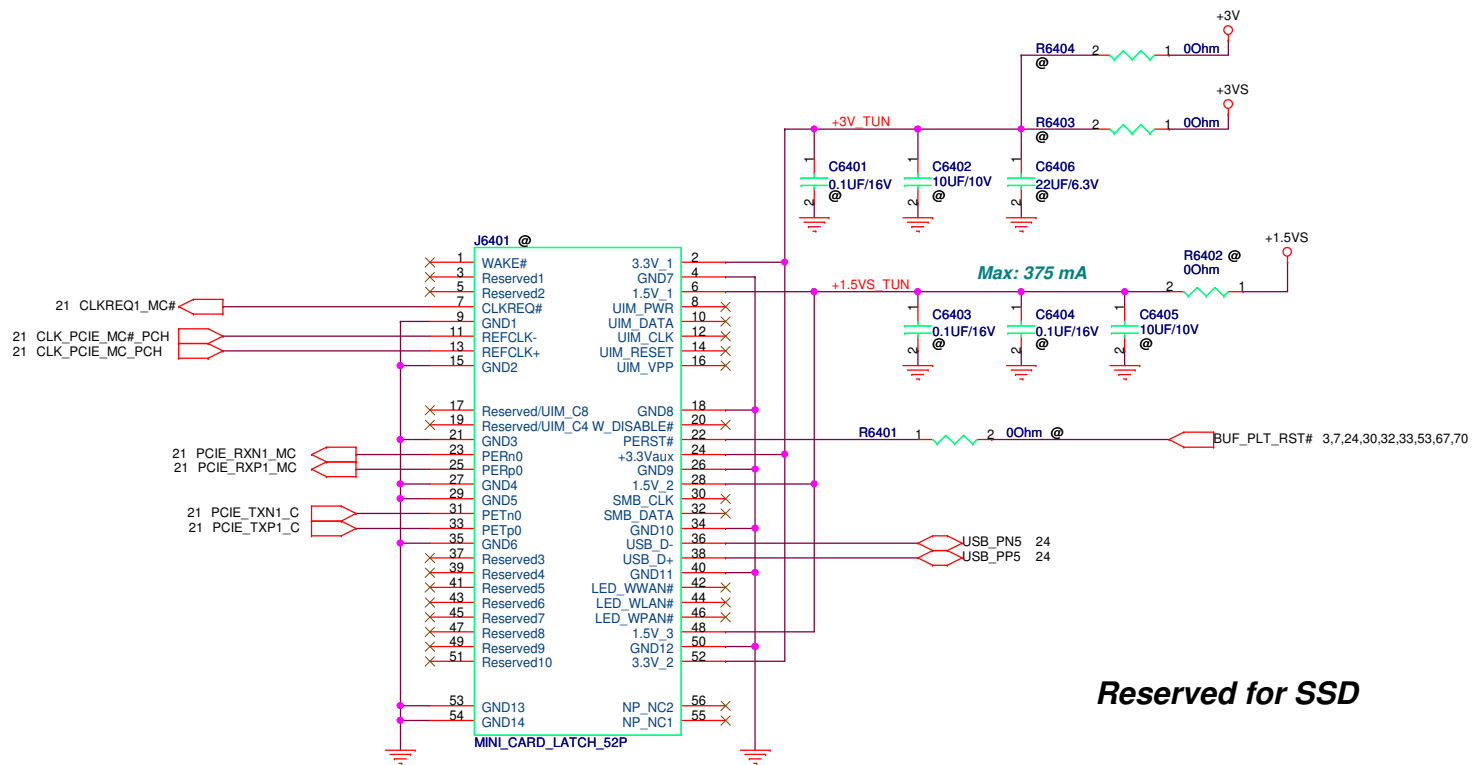 +3V
R6404 2 1 0Ohm
@
+3VS
+3V_TUN
R6403 2 1 0Ohm
@
1 C6401
0.1UF/16V
2 @
1 C6402
10UF/10V
2 @
1 C6406
22UF/6.3V
2 @
+1.5VS
R6402 @
0Ohm
2 1
Max: 375 mA
+1.5VS_TUN
1 C6403
0.1UF/16V
2 @
1 C6404
0.1UF/16V
2 @
1 C6405
10UF/10V
2 @
J6401 @
1 WAKE# 3.3V_1 2
3 Reserved1 GND7 4
5 Reserved2 1.5V_1 6
21 CLKREQ1_MC# 7 CLKREQ# UIM_PWR 8
9 GND1 UIM_DATA 10
21 CLK_PCIE_MC#_PCH 11 REFCLK- UIM_CLK 12
21 CLK_PCIE_MC_PCH 13 REFCLK+ UIM_RESET 14
15 GND2 UIM_VPP 16
17 Reserved/UIM_C8 GND8 18
19 Reserved/UIM_C4 W_DISABLE# 20
21 GND3 PERST# 22 R6401 1 2 0Ohm @ BUF_PLT_RST# 3,7,24,30,32,33,53,67,70
21 PCIE_RXN1_MC 23 PERn0 +3.3Vaux 24
21 PCIE_RXP1_MC 25 PERp0 GND9 26
27 GND4 1.5V_2 28
29 GND5 SMB_CLK 30
21 PCIE_TXN1_C 31 PETn0 SMB_DATA 32
21 PCIE_TXP1_C 33 PETp0 GND10 34
35 GND6 USB_D- 36 USB_PN5 24
37 Reserved3 USB_D+ 38 USB_PP5 24
39 Reserved4 GND11 40
41 Reserved5 LED_WWAN# 42
43 Reserved6 LED_WLAN# 44
45 Reserved7 LED_WPAN# 46
47 Reserved8 1.5V_3 48
49 Reserved9 GND12 50
51 Reserved10 3.3V_2 52
53 GND13 NP_NC2 56
54 GND14 NP_NC1 55
MINI_CARD_LATCH_52P
Reserved for SSD